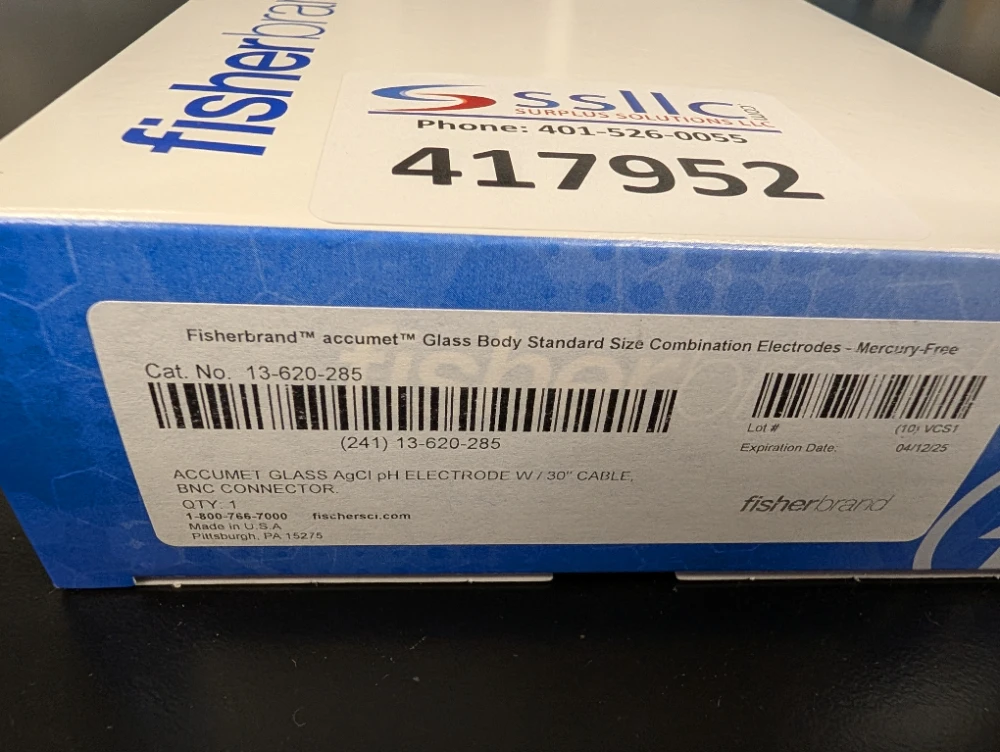 fisherbran
ssllc
SURPLUS SOLUTIONS LLC
Phone: 401-526-0055
417952
Fisherbrand™ accumet™ Glass Body Standard Size Combination Electrodes - Mercury-Free
Cat. No. 13-620-285
(241) 13-620-285
Lot # (10) VCS1
Expiration Date: 04/12/25
ACCUMET GLASS AgCl pH ELECTRODE W / 30" CABLE,
BNC CONNECTOR.
QTY: 1
1-800-766-7000 fischersci.com
Made in U.S.A
Pittsburgh, PA 15275
fisherbrand